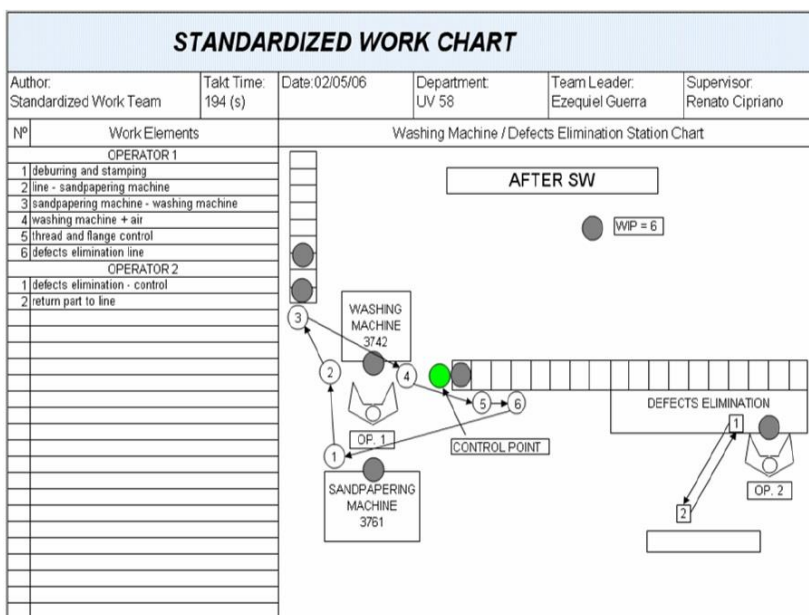 STANDARDIZED WORK CHART
Author:
Standardized Work Team
Takt Time:
194 (s)
Date:02/05/06
Department:
UV 58
Team Leader:
Ezequiel Guerra
Supervisor:
Renato Cipriano
Nº
Work Elements
Washing Machine / Defects Elimination Station Chart
OPERATOR 1
1 deburring and stamping
2 line - sandpapering machine
3 sandpapering machine - washing machine
4 washing machine + air
5 thread and flange control
6 defects elimination line
OPERATOR 2
1 defects elimination - control
2 return part to line
AFTER SW
WIP = 6
WASHING
MACHINE
3742
3
2
4
5
6
1
OP. 1
CONTROL POINT
SANDPAPERING
MACHINE
3761
DEFECTS ELIMINATION
1
OP. 2
2